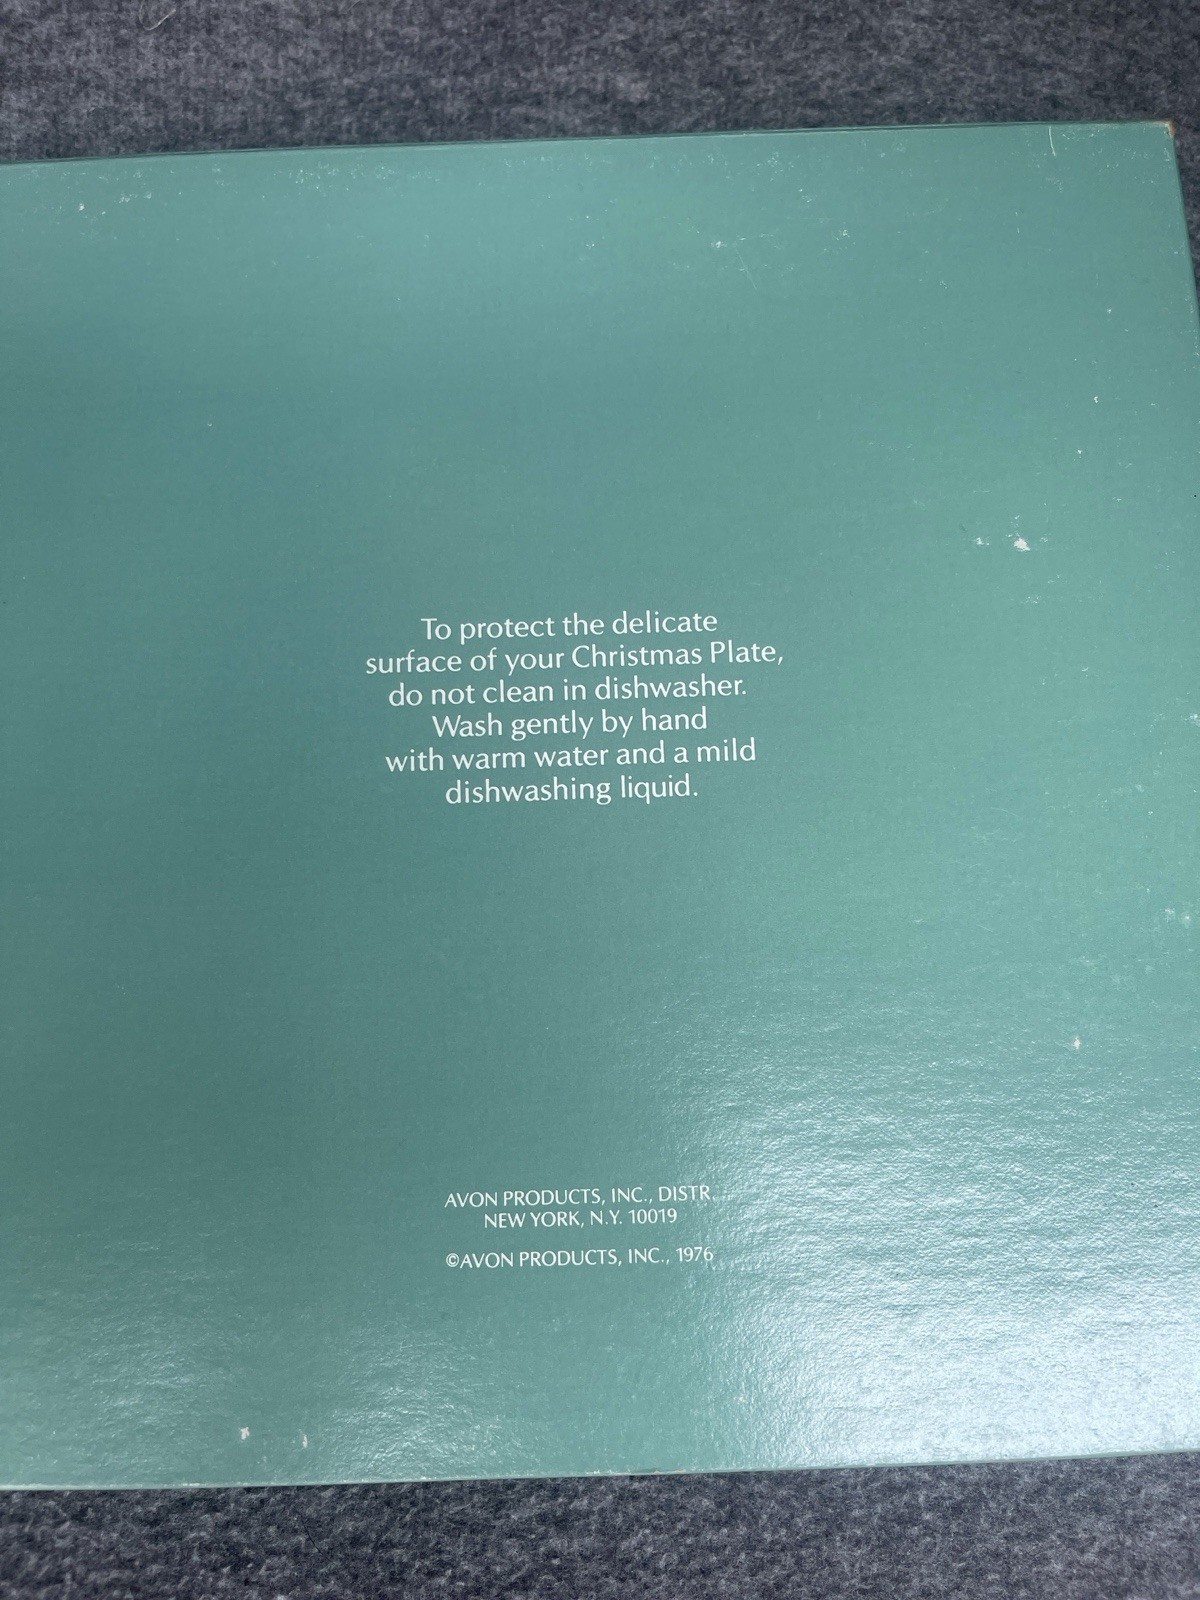 To protect the delicate
surface of your Christmas Plate,
do not clean in dishwasher.
Wash gently by hand
with warm water and a mild
dishwashing liquid.
AVON PRODUCTS, INC., DISTR.
NEW YORK, N.Y. 10019
©AVON PRODUCTS, INC., 1976